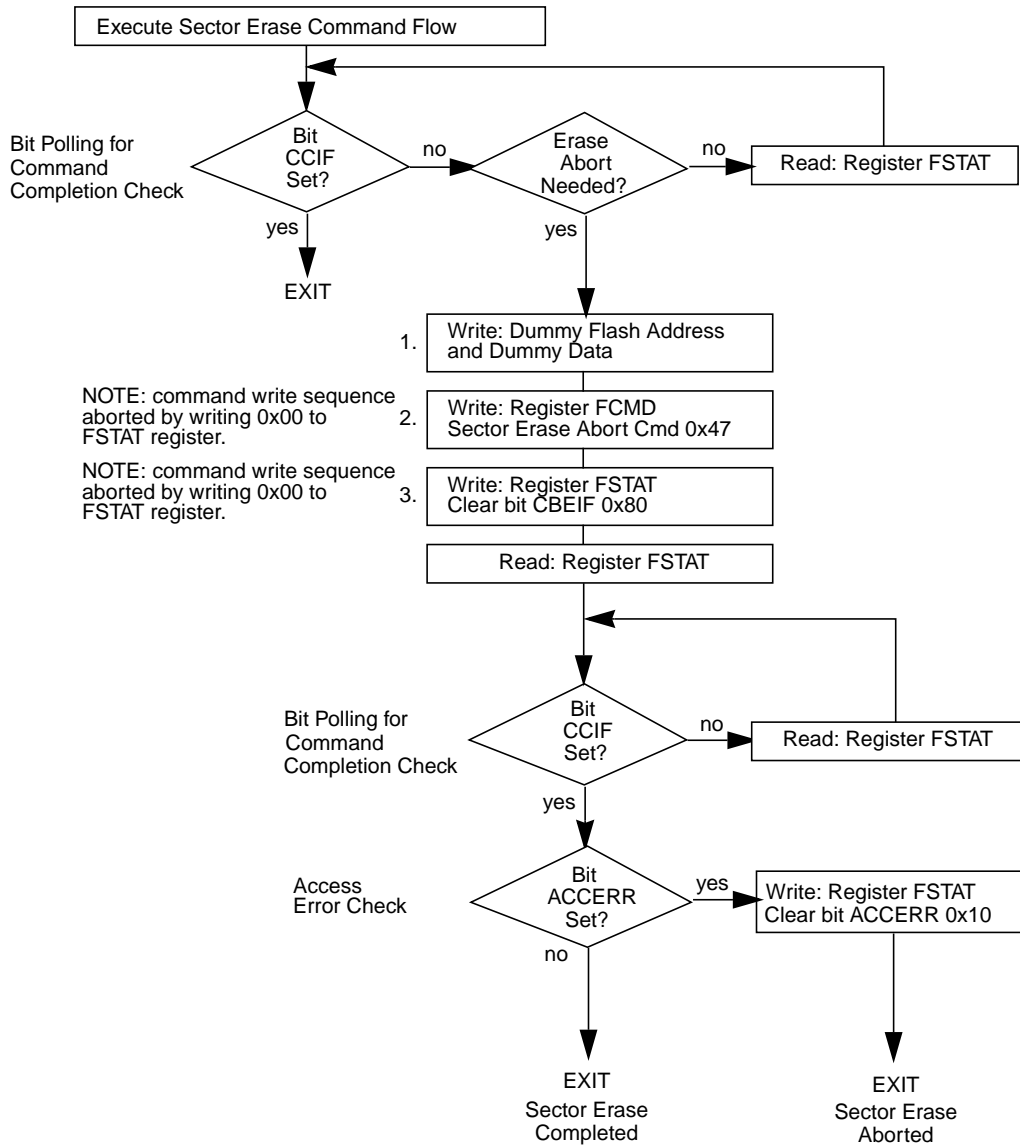 Execute Sector Erase Command Flow
Bit Polling for
Command
Completion Check
Bit
CCIF
Set?
no
yes
EXIT
Erase
Abort
Needed?
no
yes
Read: Register FSTAT
1.
Write: Dummy Flash Address
and Dummy Data
NOTE: command write sequence
aborted by writing 0x00 to
FSTAT register.
2.
Write: Register FCMD
Sector Erase Abort Cmd 0x47
NOTE: command write sequence
aborted by writing 0x00 to
FSTAT register.
3.
Write: Register FSTAT
Clear bit CBEIF 0x80
Read: Register FSTAT
Bit Polling for
Command
Completion Check
Bit
CCIF
Set?
no
Read: Register FSTAT
yes
Access
Error Check
Bit
ACCERR
Set?
yes
Write: Register FSTAT
Clear bit ACCERR 0x10
no
EXIT
Sector Erase
Completed
EXIT
Sector Erase
Aborted